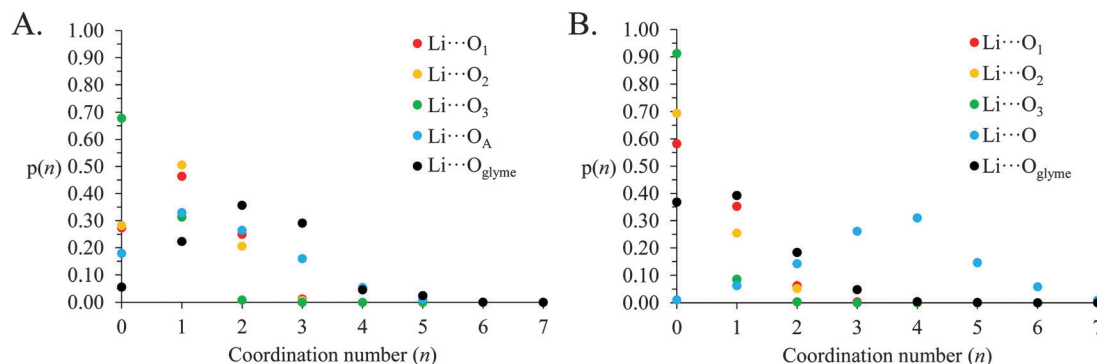 A.
1.00
0.90
0.80
0.70
0.60
p(n) 0.50
0.40
0.30
0.20
0.10
0.00
0 1 2 3 4 5 6 7
Coordination number (n)
Li⋯O₁
Li⋯O₂
Li⋯O₃
Li⋯O_A
Li⋯O_glyme
B.
1.00
0.90
0.80
0.70
0.60
p(n) 0.50
0.40
0.30
0.20
0.10
0.00
0 1 2 3 4 5 6 7
Coordination number (n)
Li⋯O₁
Li⋯O₂
Li⋯O₃
Li⋯O
Li⋯O_glyme